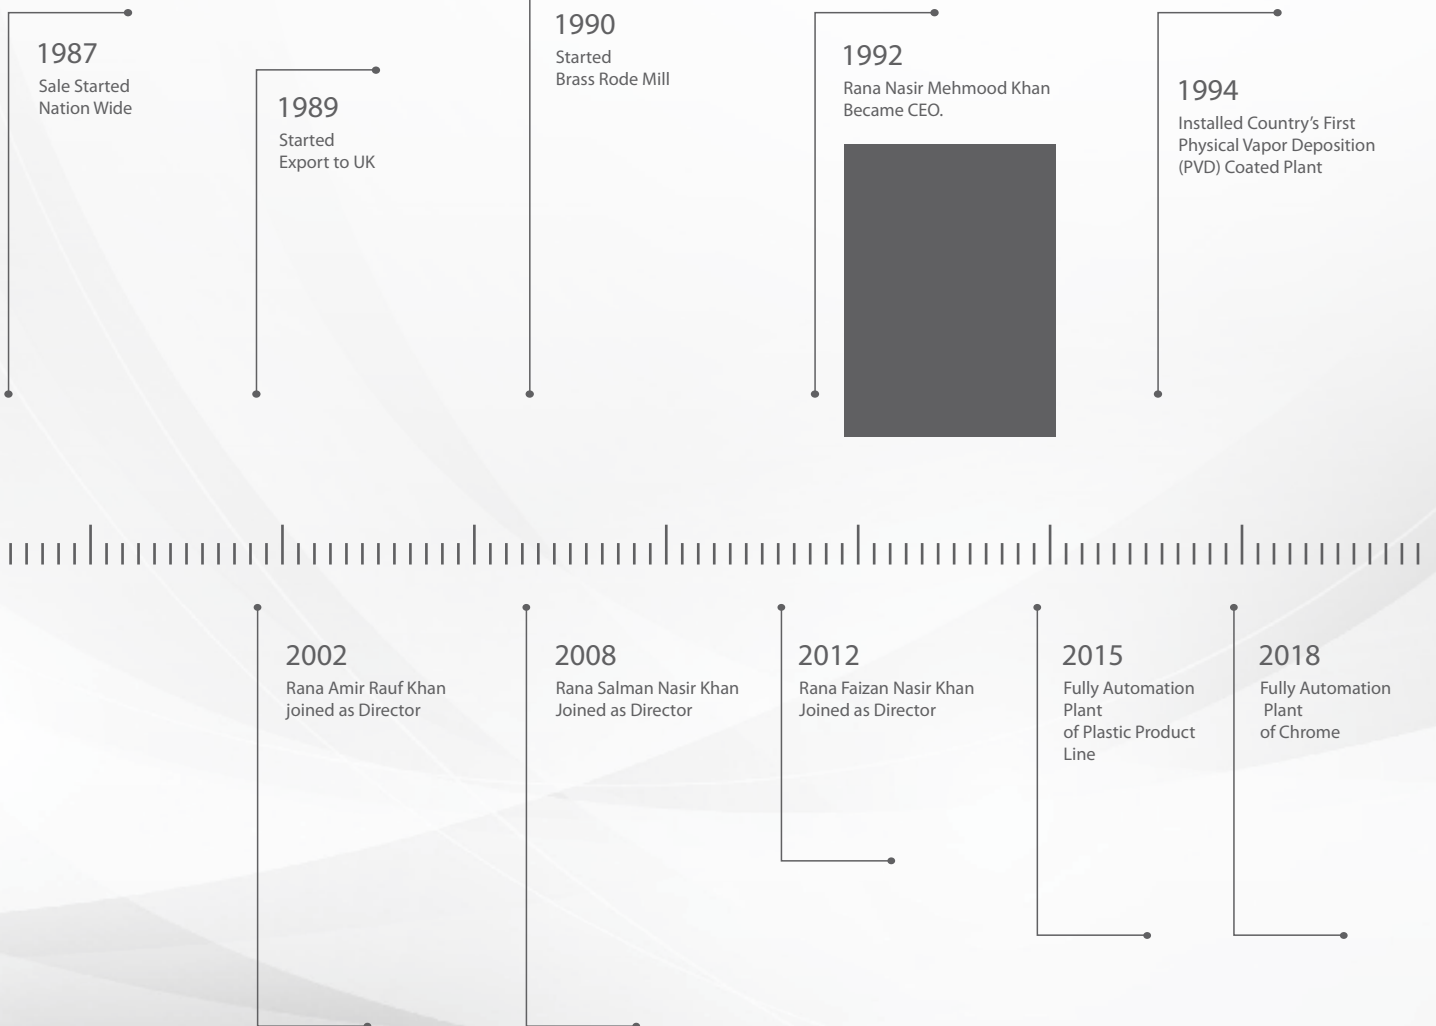 1987
Sale Started
Nation Wide
1989
Started
Export to UK
1990
Started
Brass Rode Mill
1992
Rana Nasir Mehmood Khan
Became CEO.
1994
Installed Country's First
Physical Vapor Deposition
(PVD) Coated Plant
2002
Rana Amir Rauf Khan
joined as Director
2008
Rana Salman Nasir Khan
Joined as Director
2012
Rana Faizan Nasir Khan
Joined as Director
2015
Fully Automation
Plant
of Plastic Product
Line
2018
Fully Automation
Plant
of Chrome